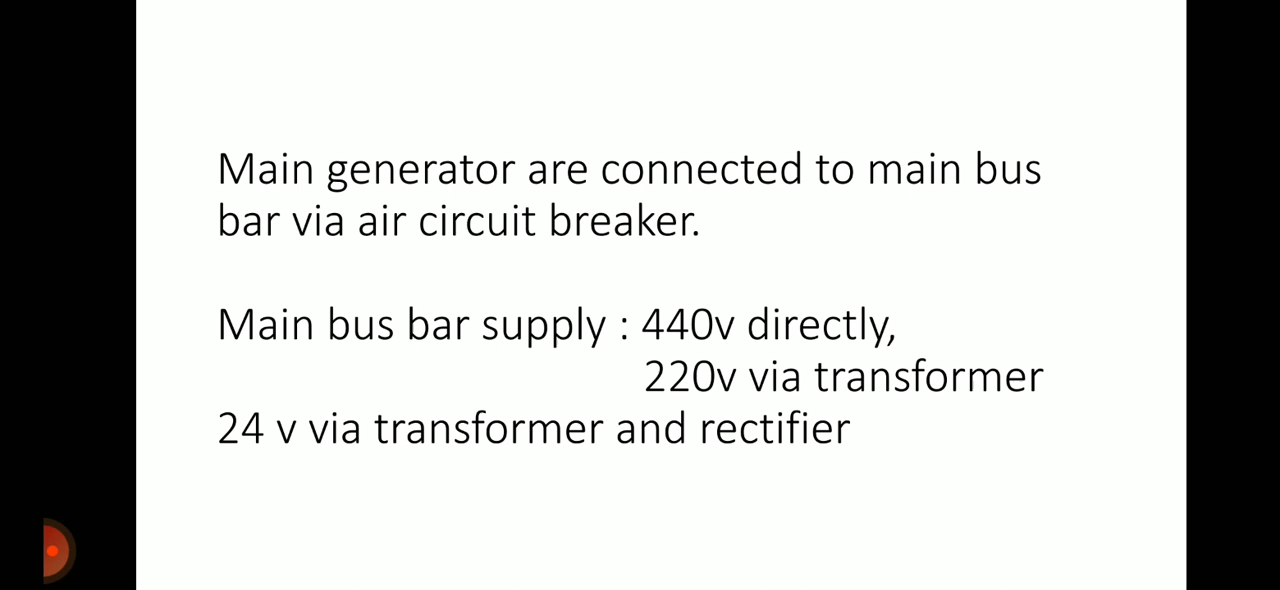 Main generator are connected to main bus
bar via air circuit breaker.
Main bus bar supply : 440v directly,
220v via transformer
24 v via transformer and rectifier